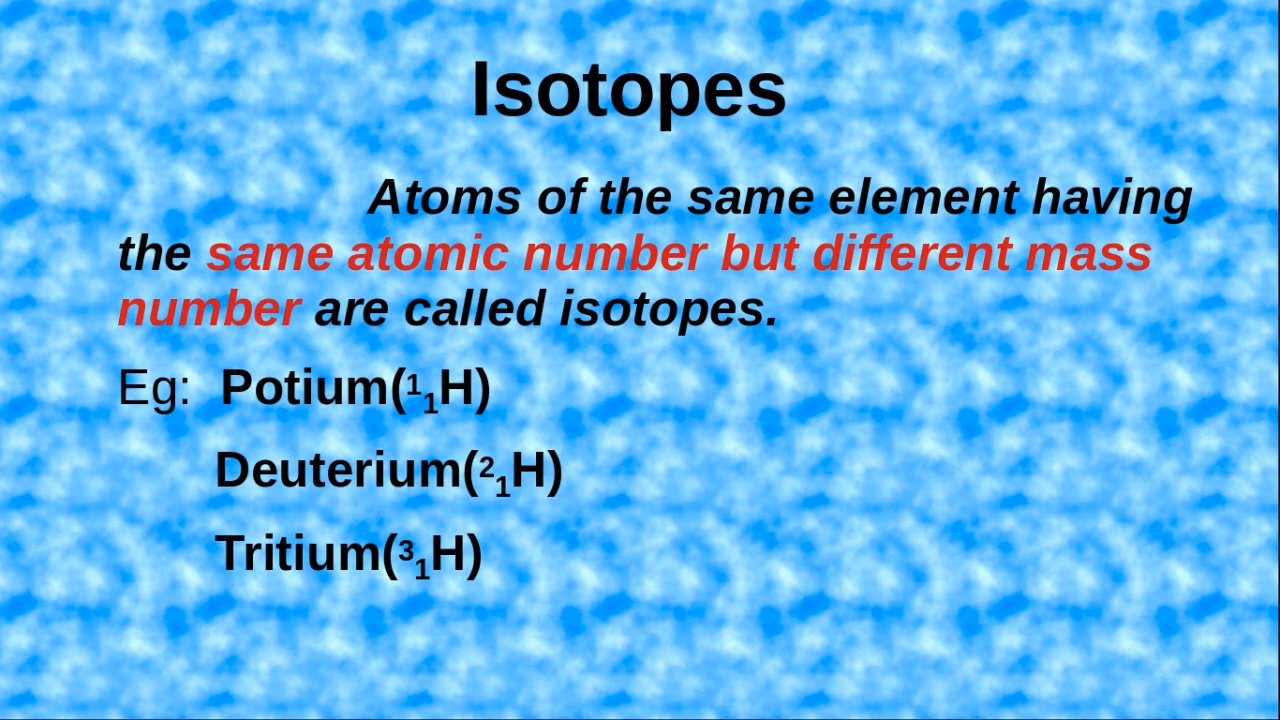 Isotopes
Atoms of the same element having
the same atomic number but different mass
number are called isotopes.
Eg: Potium(¹₁H)
Deuterium(²₁H)
Tritium(³₁H)